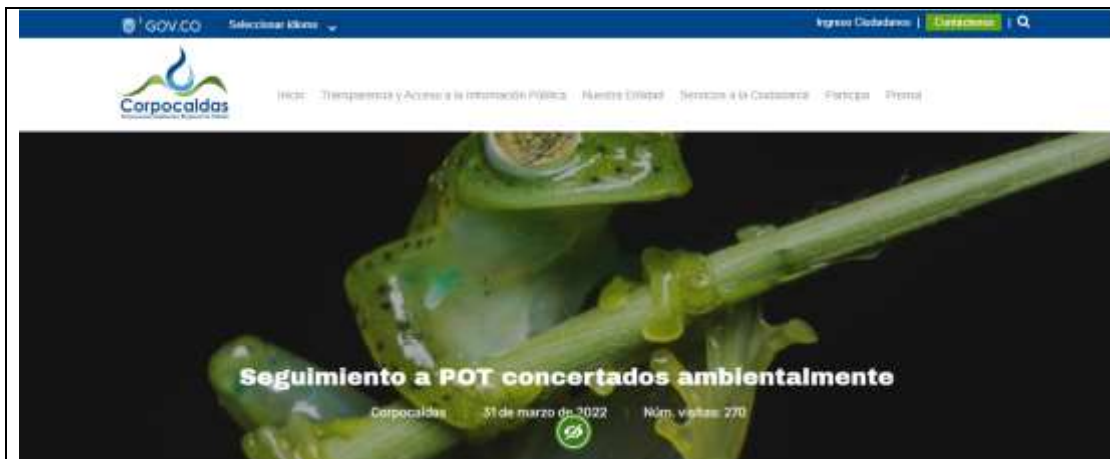 GOV.CO Seleccionar idioma
Ingreso Ciudadanos | Contáctenos |
Corpocaldas
Inicio Transparencia y Acceso a la Información Pública Nuestra Entidad Servicios a la Ciudadanía Participa Prensa
Seguimiento a POT concertados ambientalmente
Corpocaldas 31 de marzo de 2022 Núm. visitas: 270